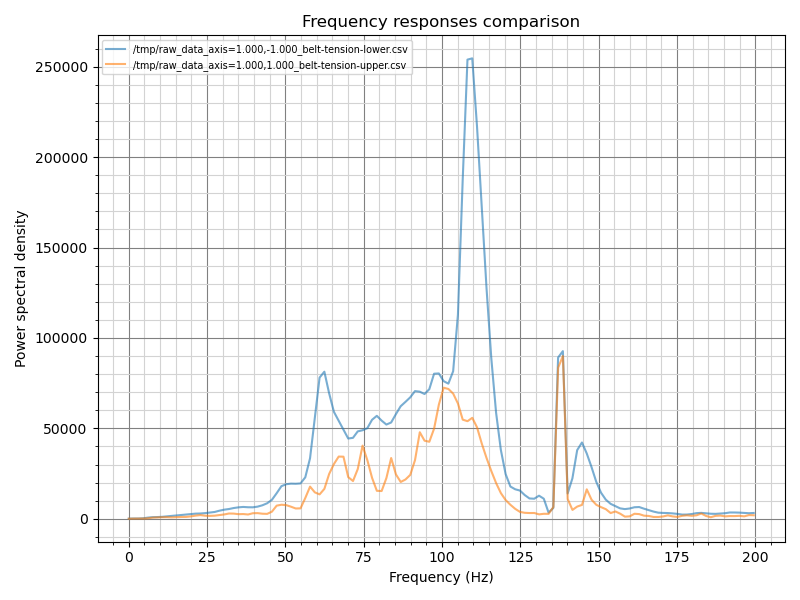 Frequency responses comparison
/tmp/raw_data_axis=1.000,-1.000_belt-tension-lower.csv
/tmp/raw_data_axis=1.000,1.000_belt-tension-upper.csv
250000
200000
150000
100000
50000
0
Power spectral density
0 25 50 75 100 125 150 175 200
Frequency (Hz)